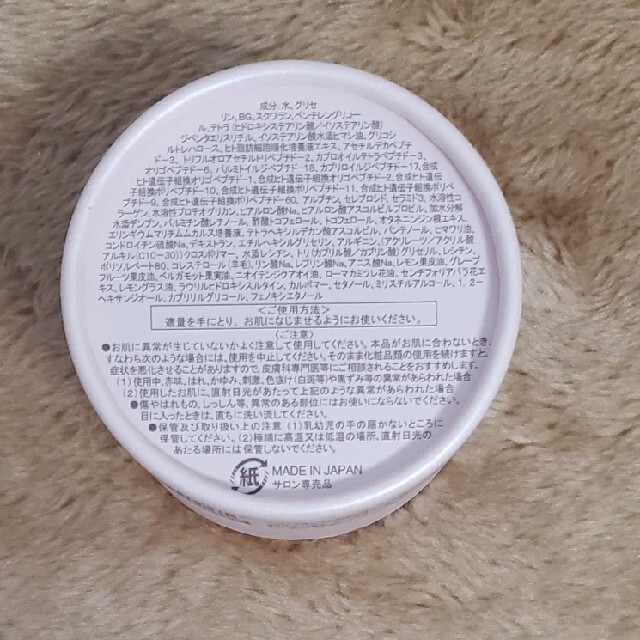 成分:水、グリセ
リン、BG、スクワラン、ペンチレングリコー
ル、テトラ(ヒドロキシステアリン酸/イソステアリン酸)
ジペンタエリスリチル、イソステアリン酸水添ヒマシ油、グリコシ
ルトレハロース、ヒト脂肪細胞順化培養液エキス、アセチルデカペプチ
ド-3、トリフルオロアセチルトリペプチド-2、カプロオイルテトラペプチド-3、
オリゴペプチド-6、パルミトイルジペプチド-18、カプロイルジペプチド-17、合
成ヒト遺伝子組換
ポリペプチド-9、合成ヒト遺伝子組換ポリペプチド-60、アルブチン、セレブロシド、セラミド3、水溶性コ
ラーゲン、水溶性プロテオグリカン、ヒアルロン酸Na、ヒアルロン酸アスコルビルプロピル、加水分解
水添デンプン、パルミチン酸レチノール、酢酸トコフェロール、トコフェロール、
テトラヘキシルデカン酸アスコルビル、パンテノール、ヒマワリ油、
コンドロイチン硫酸Na、デキストラン、エチルヘキシルグリセリン、アルギニン、(アクリレーツ/アクリル酸
アルキル(C10-30))クロスポリマー、水添レシチン、トリ(カプリル酸/カプリン酸)グリセリル、レシチン、
ポリソルベート80、コレステロール、
レモン果皮油、グレープ
フルーツ果皮油、ベルガモット果実油、ニオイテンジクアオイ油、ローマカミツレ花油、センチフォリアバラ花エ
キス、レモングラス油、ラウリルヒドロキシスルタイン、カルボマー、セタノール、ミリスチルアルコール、1,2-
ヘキサンジオール、カプリリルグリコール、フェノキシエタノール
<ご使用方法>
適量を手にとり、お肌になじませるようにお使いください。
<ご注意>
●お肌に異常が生じていないかよく注意して使用してください。本品がお肌に合わないとき、
すなわち次のような場合には、使用を中止してください。そのまま化粧品類の使用を続けますと、
症状を悪化させることがありますので、皮膚科専門医等にご相談されることをおすすめします。
(1)使用中、赤味、はれ、かゆみ、刺激、色抜け(白斑等)や黒ずみ等の異常があらわれた場合
(2)使用したお肌に、直射日光があたって上記のような異常があらわれた場合
●傷やはれもの、しっしん等、異常のある部位にはお使いにならないでください。
目に入ったときは、直ちに洗い流してください。
●保管及び取り扱い上の注意 (1)乳幼児の手の届かないところに
保管してください。(2)極端に高温又は低温の場所、直射日光の
あたる場所には保管しないでください。
紙 MADE IN JAPAN
サロン専売品